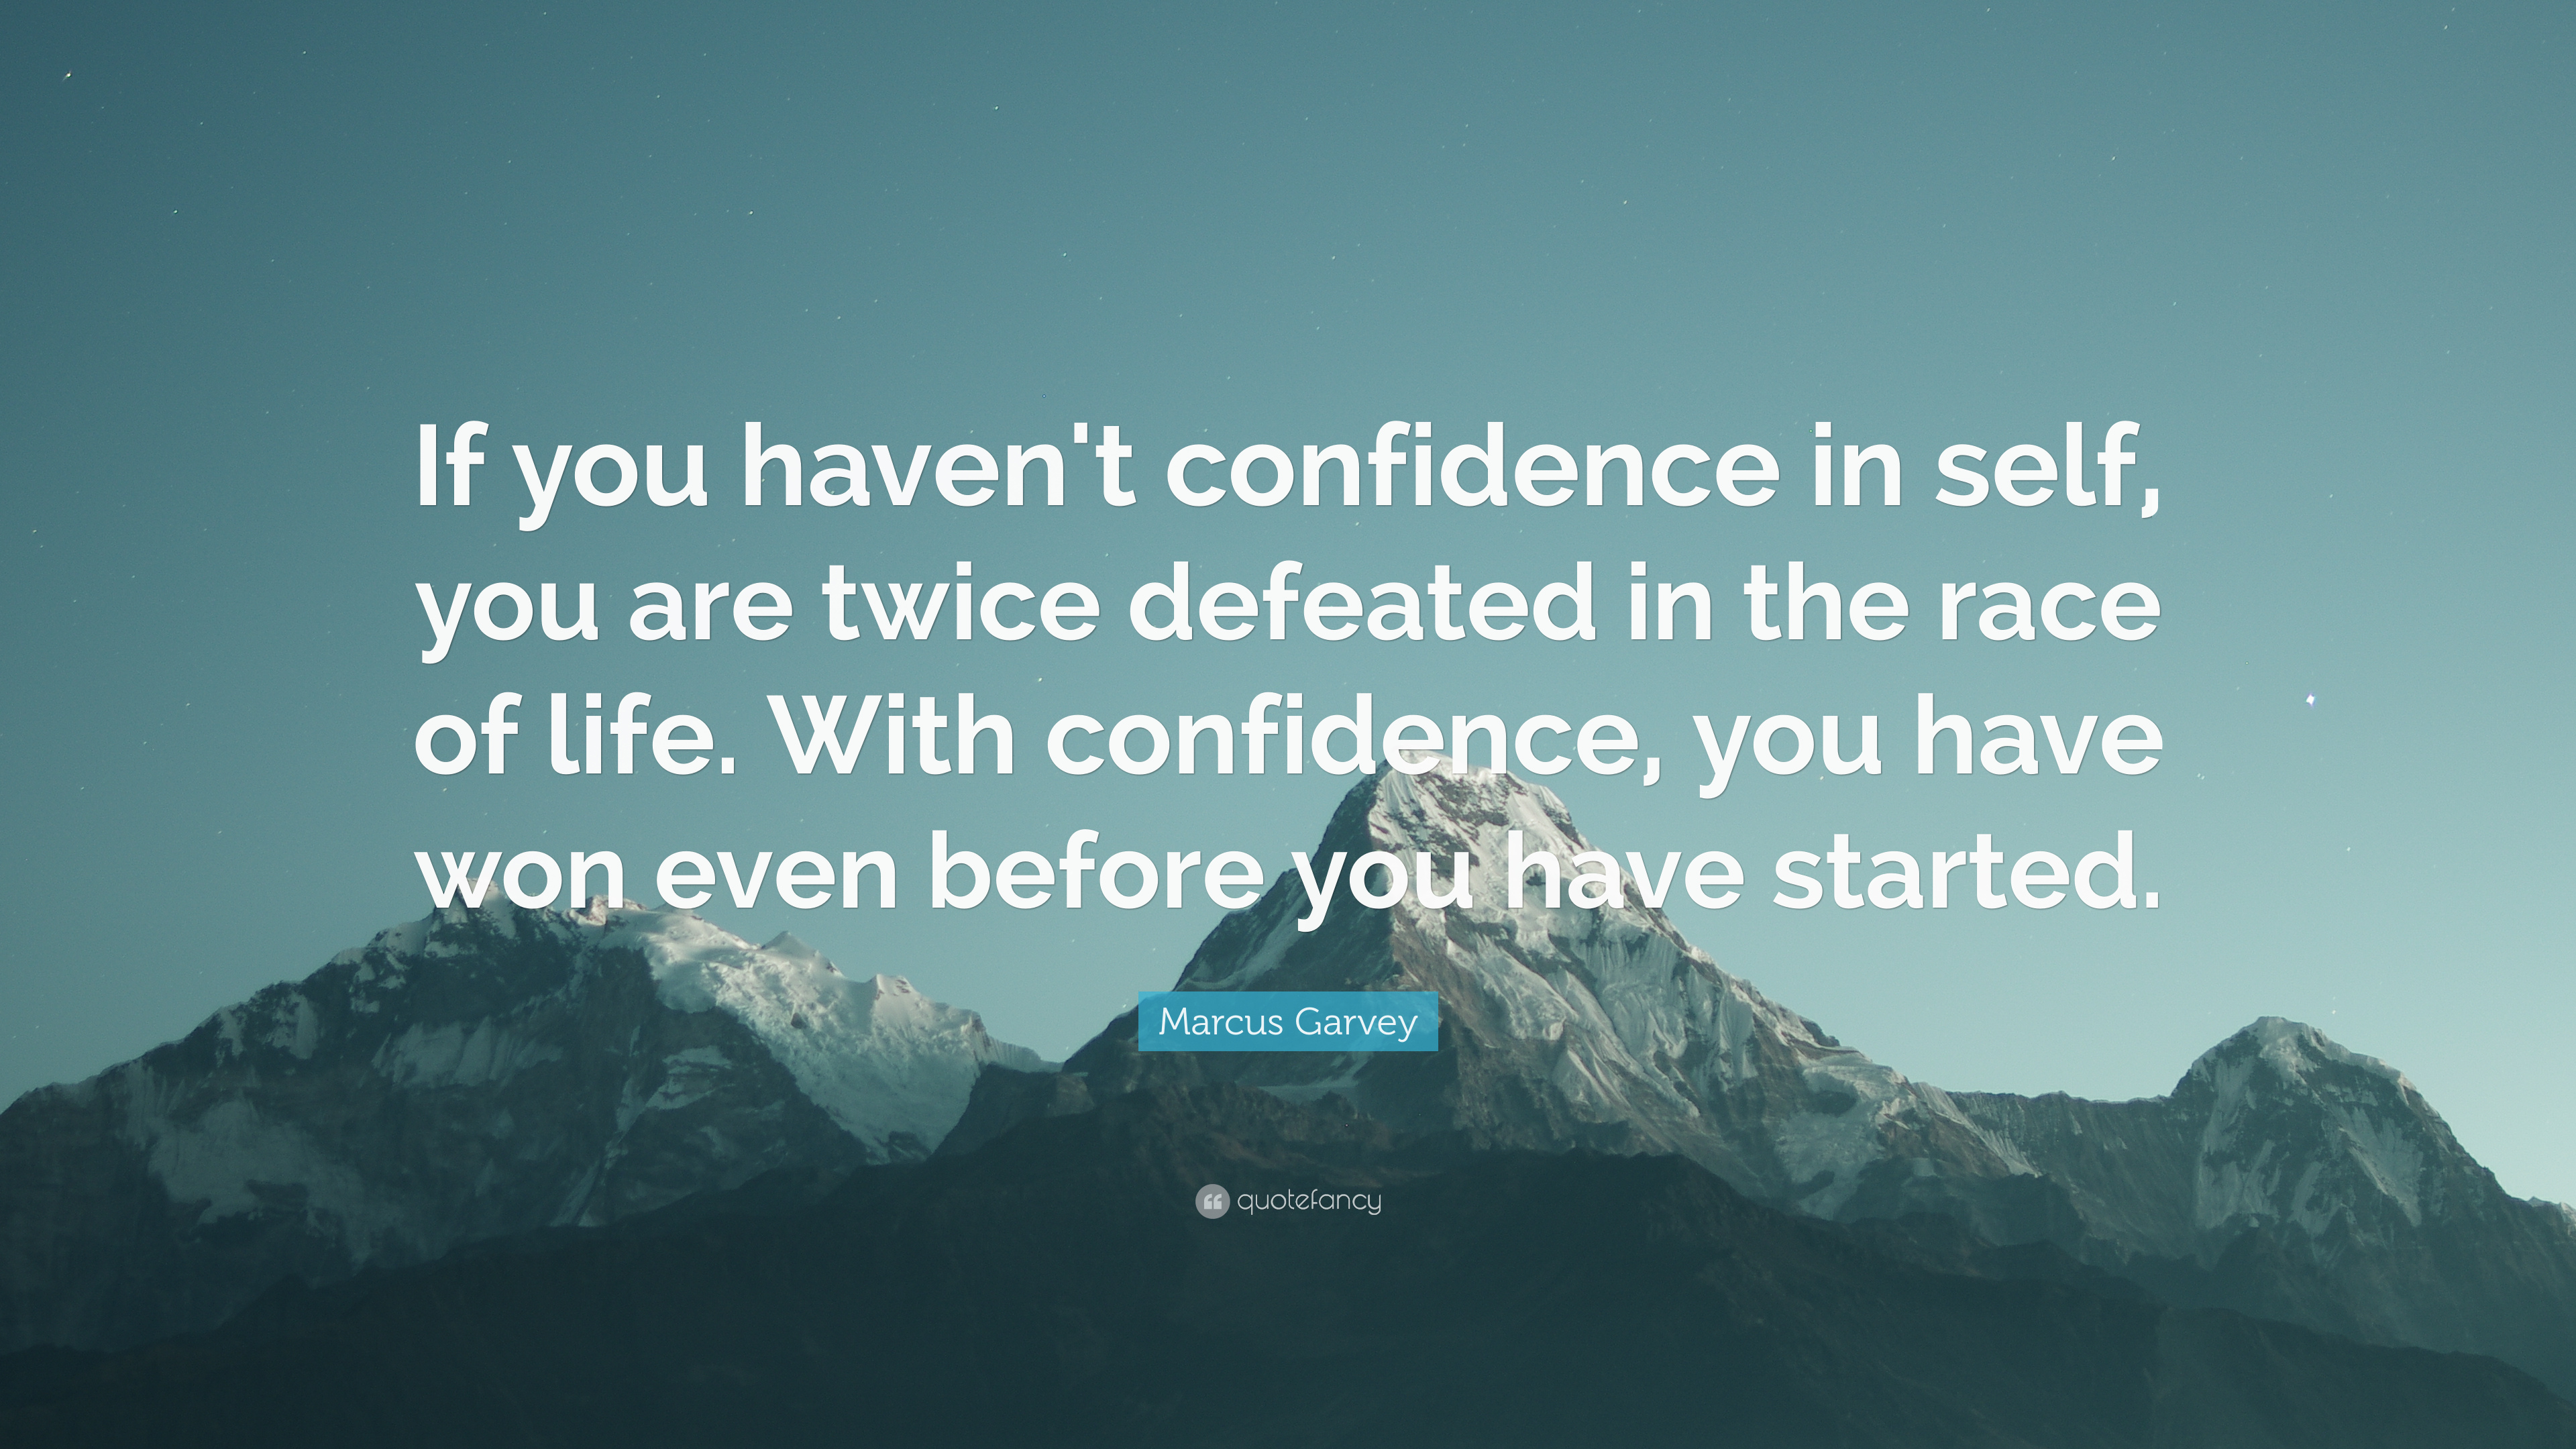 If you haven't confidence in self,
you are twice defeated in the race
of life. With confidence, you have
won even before you have started.
Marcus Garvey
quotefancy